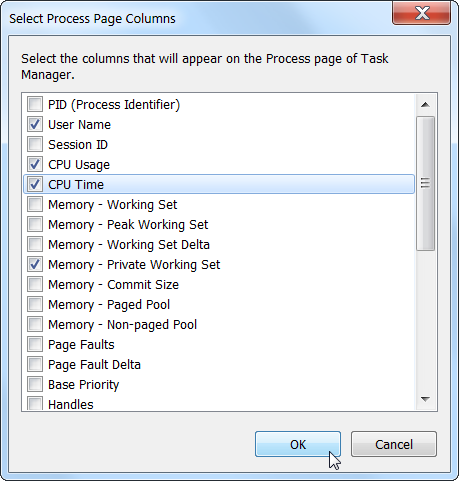 Select Process Page Columns
Select the columns that will appear on the Process page of Task
Manager.
PID (Process Identifier)
User Name
Session ID
CPU Usage
CPU Time
Memory - Working Set
Memory - Peak Working Set
Memory - Working Set Delta
Memory - Private Working Set
Memory - Commit Size
Memory - Paged Pool
Memory - Non-paged Pool
Page Faults
Page Fault Delta
Base Priority
Handles
OK
Cancel